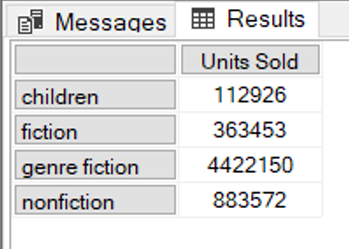 Messages Results
Units Sold
children 112926
fiction 363453
genre fiction 4422150
nonfiction 883572